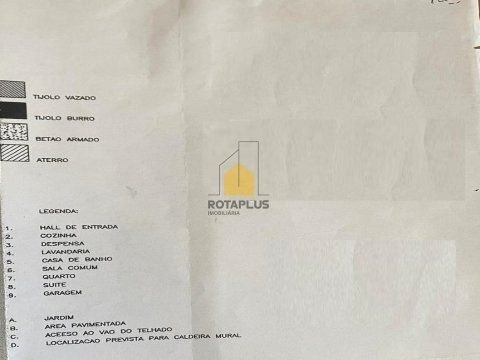 TIJOLO VAZADO
TIJOLO BURRO
BETAO ARMADO
ATERRO
ROTAPLUS
IMOBILIÁRIA
LEGENDA:
1. HALL DE ENTRADA
2. COZINHA
3. DESPENSA
4. LAVANDARIA
5. CASA DE BANHO
6. SALA COMUM
7. QUARTO
8. SUITE
9. GARAGEM
A. JARDIM
B. AREA PAVIMENTADA
C. ACESSO AO VAO DO TELHADO
D. LOCALIZACAO PREVISTA PARA CALDEIRA MURAL